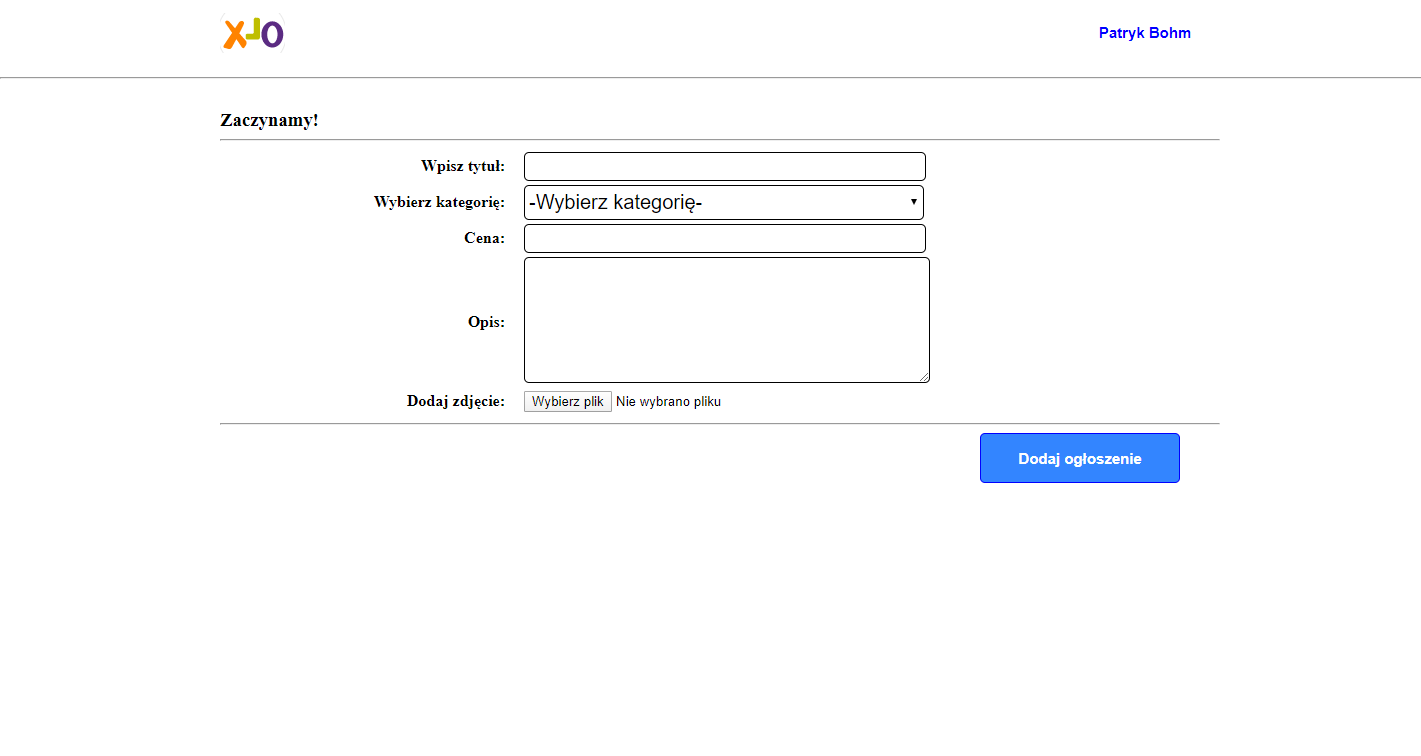 XLO
Patryk Bohm
Zaczynamy!
Wpisz tytuł:
Wybierz kategorię: -Wybierz kategorię-
Cena:
Opis:
Dodaj zdjęcie: Wybierz plik Nie wybrano pliku
Dodaj ogłoszenie